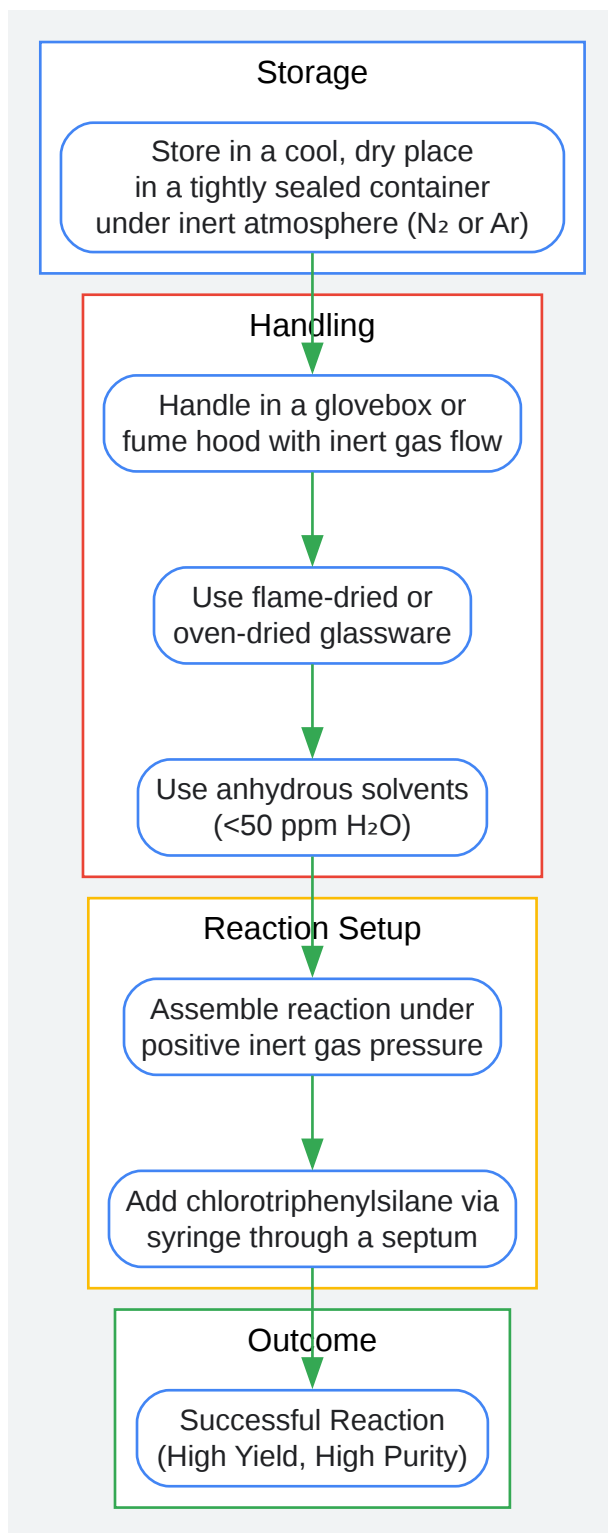 Storage
Store in a cool, dry place
in a tightly sealed container
under inert atmosphere (N₂ or Ar)
Handling
Handle in a glovebox or
fume hood with inert gas flow
Use flame-dried or
oven-dried glassware
Use anhydrous solvents
(<50 ppm H₂O)
Reaction Setup
Assemble reaction under
positive inert gas pressure
Add chlorotriphenylsilane via
syringe through a septum
Outcome
Successful Reaction
(High Yield, High Purity)